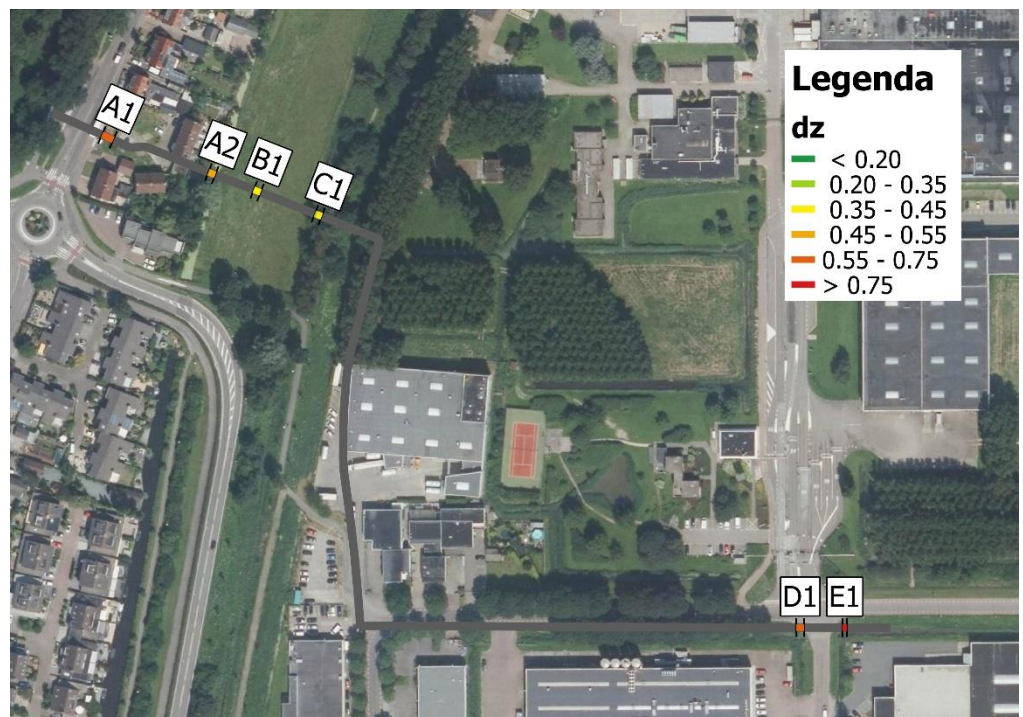 A1
A2
B1
C1
Legenda
dz
< 0.20
0.20 - 0.35
0.35 - 0.45
0.45 - 0.55
0.55 - 0.75
> 0.75
D1
E1